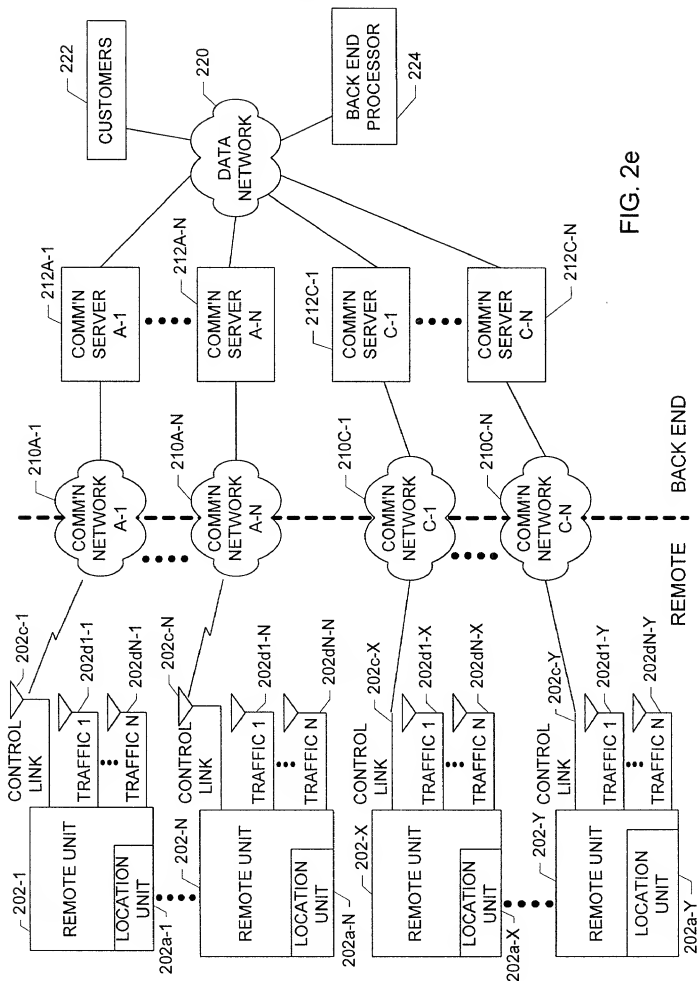 202-1
REMOTE UNIT
LOCATION
UNIT
202a-1
CONTROL
LINK
202c-1
TRAFFIC 1
202d1-1
TRAFFIC N
202dN-1
202-N
REMOTE UNIT
LOCATION
UNIT
202a-N
CONTROL
LINK
202c-N
TRAFFIC 1
202d1-N
TRAFFIC N
202dN-N
202-X
REMOTE UNIT
LOCATION
UNIT
202a-X
CONTROL
LINK
202c-X
TRAFFIC 1
202d1-X
TRAFFIC N
202dN-X
202-Y
REMOTE UNIT
LOCATION
UNIT
202a-Y
CONTROL
LINK
202c-Y
TRAFFIC 1
202d1-Y
TRAFFIC N
202dN-Y
210A-1
COMM'N
NETWORK
A-1
210A-N
COMM'N
NETWORK
A-N
210C-1
COMM'N
NETWORK
C-1
210C-N
COMM'N
NETWORK
C-N
REMOTE
BACK END
212A-1
COMM'N
SERVER
A-1
212A-N
COMM'N
SERVER
A-N
212C-1
COMM'N
SERVER
C-1
212C-N
COMM'N
SERVER
C-N
222
CUSTOMERS
220
DATA
NETWORK
BACK END
PROCESSOR
224
FIG. 2e